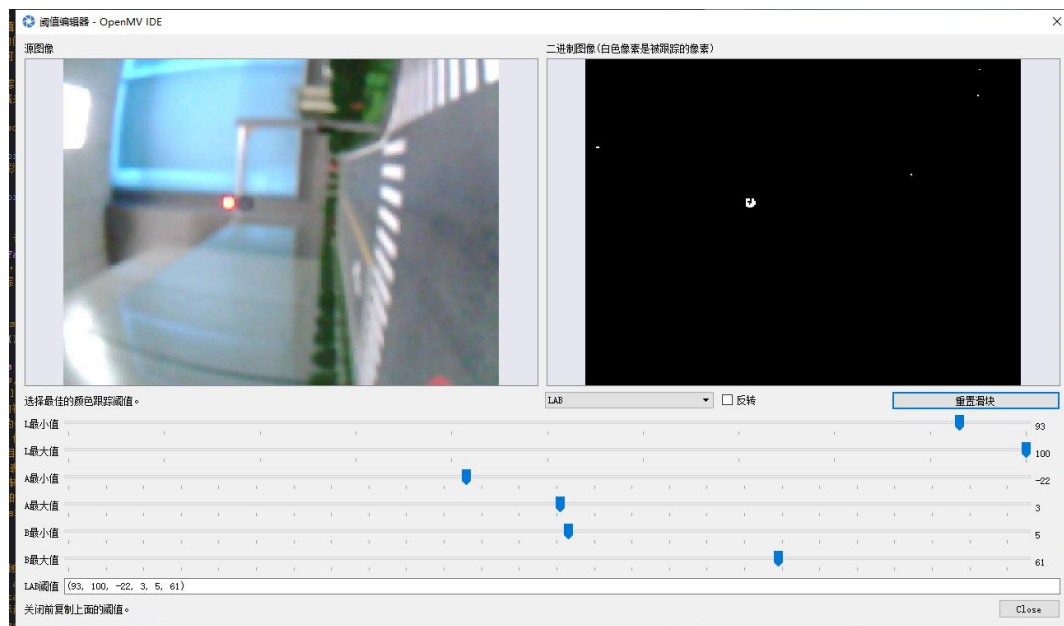 阈值编辑器 - OpenMV IDE
源图像
二进制图像(白色像素是被跟踪的像素)
选择最佳的颜色跟踪阈值。
LAB
反转
重置滑块
L最小值
93
L最大值
100
A最小值
-22
A最大值
3
B最小值
5
B最大值
61
LAB阈值
(93, 100, -22, 3, 5, 61)
关闭前复制上面的阈值。
Close